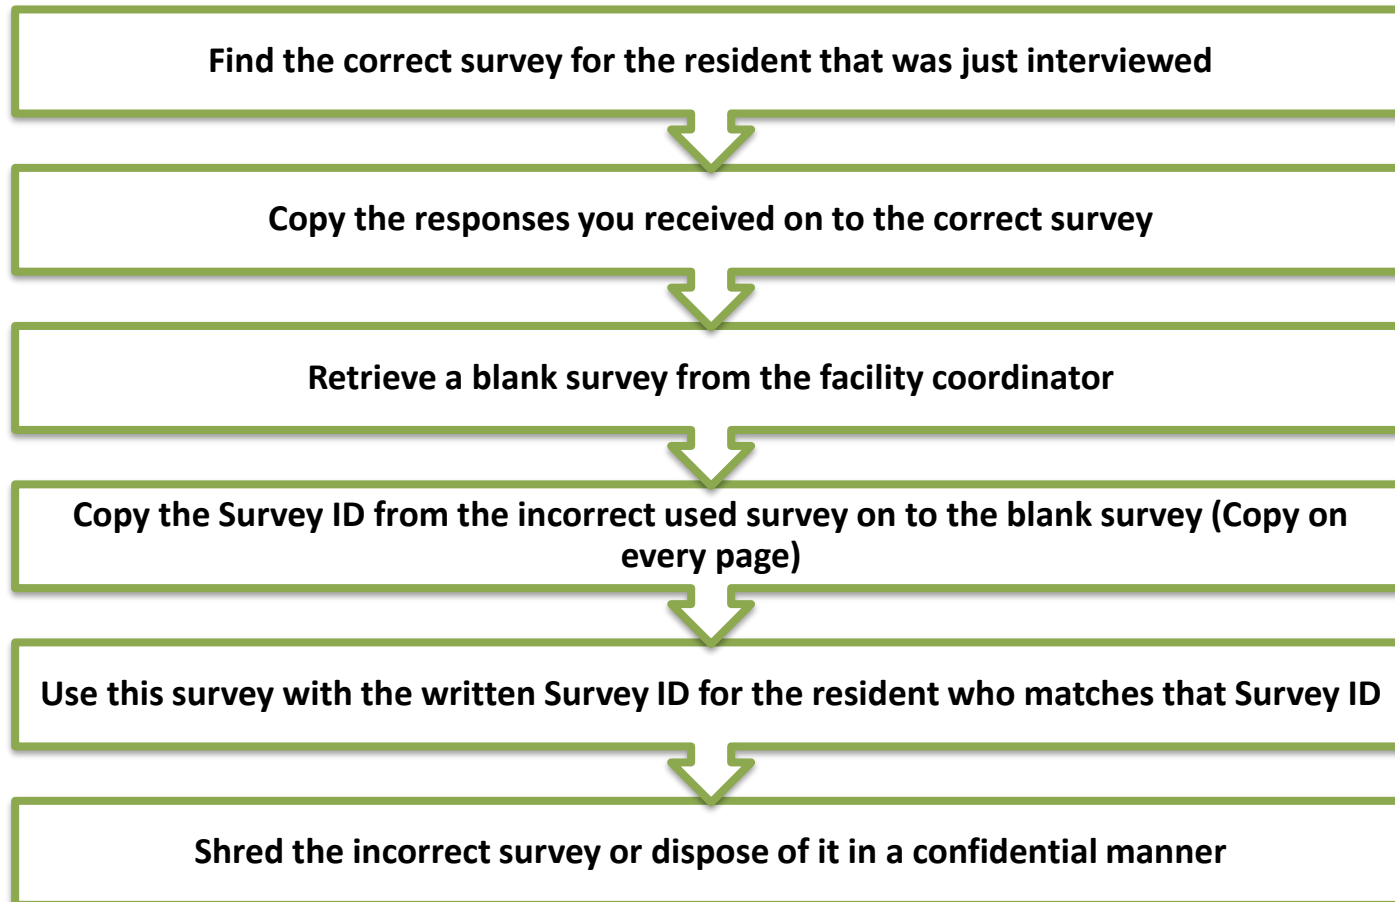 Find the correct survey for the resident that was just interviewed
Copy the responses you received on to the correct survey
Retrieve a blank survey from the facility coordinator
Copy the Survey ID from the incorrect used survey on to the blank survey (Copy on
every page)
Use this survey with the written Survey ID for the resident who matches that Survey ID
Shred the incorrect survey or dispose of it in a confidential manner